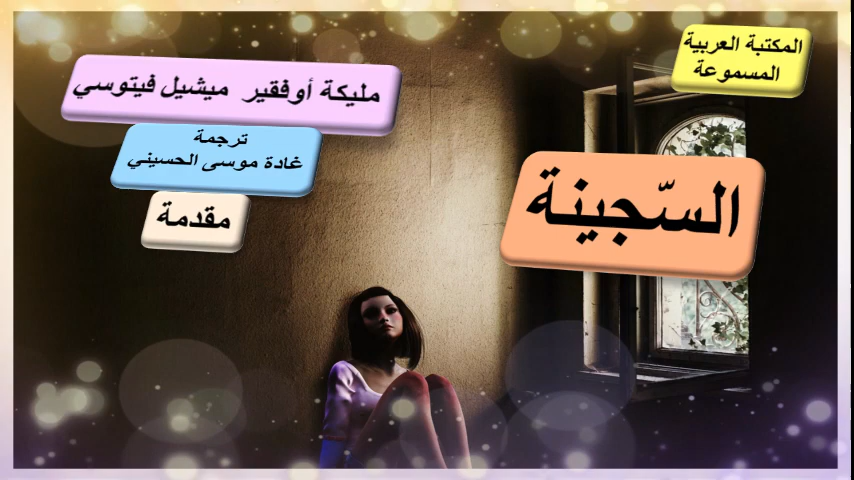 المكتبة العربية
المسموعة
مليكة أوفقير ميشيل فيتوسي
ترجمة
غادة موسى الحسيني
مقدمة
السّجينة